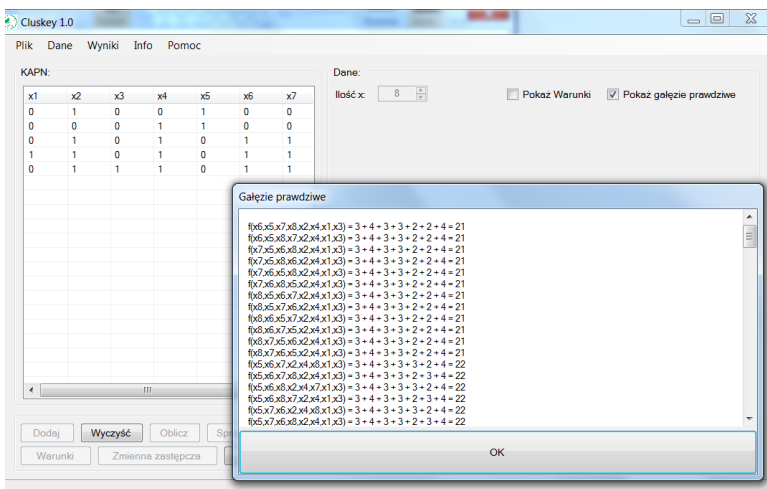 Cluskey 1.0
Plik Dane Wyniki Info Pomoc
KAPN:
x1 x2 x3 x4 x5 x6 x7
0 1 0 0 1 0 0
0 0 0 1 1 0 0
0 1 0 1 0 1 1
1 1 0 1 0 1 1
0 1 1 1 0 1 1
Dane:
Ilość x: 8
Pokaż Warunki
Pokaż gałęzie prawdziwe
Gałęzie prawdziwe
f(x6,x5,x7,x8,x2,x4,x1,x3) = 3 + 4 + 3 + 3 + 2 + 2 + 4 = 21
f(x6,x5,x8,x7,x2,x4,x1,x3) = 3 + 4 + 3 + 3 + 2 + 2 + 4 = 21
f(x7,x5,x6,x8,x2,x4,x1,x3) = 3 + 4 + 3 + 3 + 2 + 2 + 4 = 21
f(x7,x5,x8,x6,x2,x4,x1,x3) = 3 + 4 + 3 + 3 + 2 + 2 + 4 = 21
f(x7,x6,x5,x8,x2,x4,x1,x3) = 3 + 4 + 3 + 3 + 2 + 2 + 4 = 21
f(x7,x6,x8,x5,x2,x4,x1,x3) = 3 + 4 + 3 + 3 + 2 + 2 + 4 = 21
f(x8,x5,x6,x7,x2,x4,x1,x3) = 3 + 4 + 3 + 3 + 2 + 2 + 4 = 21
f(x8,x5,x7,x6,x2,x4,x1,x3) = 3 + 4 + 3 + 3 + 2 + 2 + 4 = 21
f(x8,x6,x5,x7,x2,x4,x1,x3) = 3 + 4 + 3 + 3 + 2 + 2 + 4 = 21
f(x8,x6,x7,x5,x2,x4,x1,x3) = 3 + 4 + 3 + 3 + 2 + 2 + 4 = 21
f(x8,x7,x5,x6,x2,x4,x1,x3) = 3 + 4 + 3 + 3 + 2 + 2 + 4 = 21
f(x8,x7,x6,x5,x2,x4,x1,x3) = 3 + 4 + 3 + 3 + 2 + 2 + 4 = 21
f(x5,x6,x7,x2,x4,x8,x1,x3) = 3 + 4 + 3 + 3 + 3 + 2 + 4 = 22
f(x5,x6,x7,x8,x2,x4,x1,x3) = 3 + 4 + 3 + 3 + 2 + 3 + 4 = 22
f(x5,x6,x8,x2,x4,x7,x1,x3) = 3 + 4 + 3 + 3 + 3 + 2 + 4 = 22
f(x5,x6,x8,x7,x2,x4,x1,x3) = 3 + 4 + 3 + 3 + 2 + 3 + 4 = 22
f(x5,x7,x6,x2,x4,x8,x1,x3) = 3 + 4 + 3 + 3 + 3 + 2 + 4 = 22
f(x5,x7,x6,x8,x2,x4,x1,x3) = 3 + 4 + 3 + 3 + 2 + 3 + 4 = 22
OK
Dodaj Wyczyść Oblicz
Warunki Zmienna zastępcza